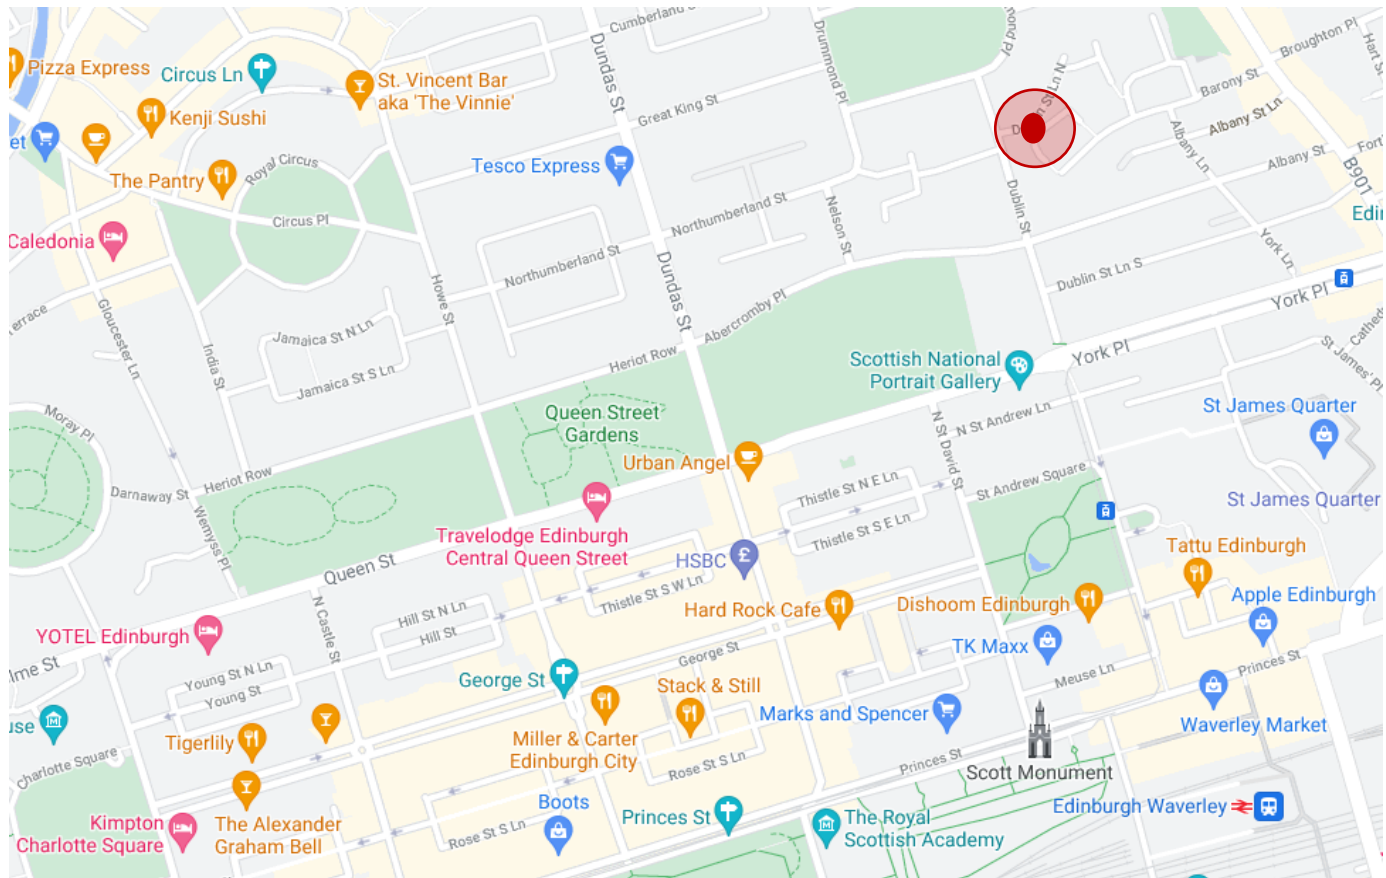 Cumberland St
mond Pl
Broughton Pl
Hart St
Pizza Express
Circus Ln
St. Vincent Bar
aka 'The Vinnie'
Dundas St
Drummond Pl
Great King St
Barony St
Kenji Sushi
Albany St Ln
Albany Ln
Albany St
B901
et
Tesco Express
Royal Circus
The Pantry
Circus Pl
Dublin St
Northumberland St
Nelson St
Caledonia
Northumberland St
York Ln
Dundas St
Dublin St Ln S
Howe St
York Pl
Gloucester Ln
Jamaica St N Ln
Abercromby Pl
India St
Heriot Row
York Pl
St James' Pl
Jamaica St S Ln
Scottish National
Portrait Gallery
Moray Pl
Queen Street
Gardens
N St Andrew Ln
N St David St
St James Quarter
Urban Angel
Heriot Row
Darnaway St
Thistle St N E Ln
St Andrew Square
Thistle St S E Ln
St James Quarter
Wemyss Pl
Travelodge Edinburgh
Central Queen Street
Queen St
HSBC
Tattu Edinburgh
Thistle St S W Ln
Hill St N Ln
Hill St
N Castle St
Hard Rock Cafe
Dishoom Edinburgh
Apple Edinburgh
YOTEL Edinburgh
TK Maxx
George St
Princes St
Young St N Ln
Young St
George St
Stack & Still
Meuse Ln
Marks and Spencer
Waverley Market
use
Tigerlily
Miller & Carter
Edinburgh City
Charlotte Square
Rose St S Ln
Princes St
Scott Monument
Boots
Princes St
Edinburgh Waverley
Kimpton
Charlotte Square
The Alexander
Graham Bell
Rose St S Ln
The Royal
Scottish Academy